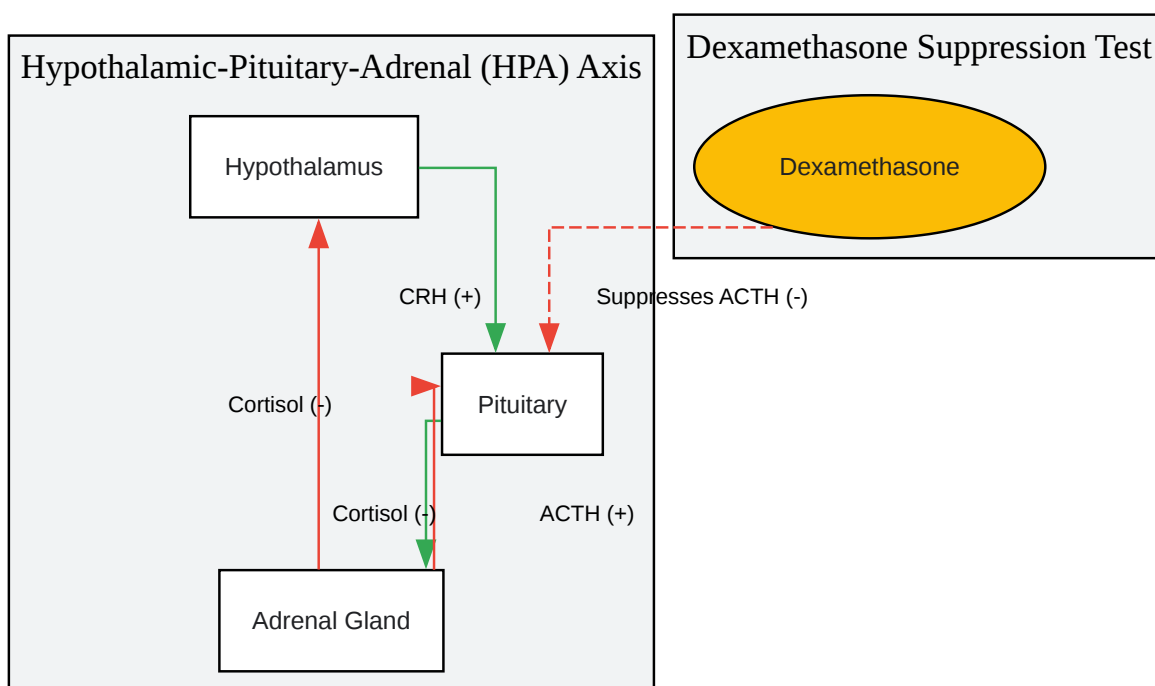 Hypothalamic-Pituitary-Adrenal (HPA) Axis
Dexamethasone Suppression Test
Hypothalamus
Dexamethasone
CRH (+)
Suppresses ACTH (-)
Cortisol (-)
Pituitary
Cortisol (-)
ACTH (+)
Adrenal Gland